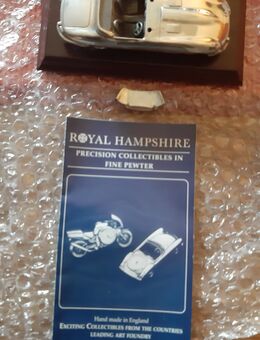 ROYAL HAMPSHIRE
PRECISION COLLECTIBLES IN
FINE PEWTER
Hand made in England
EXCITING COLLECTIBLES FROM THE COUNTRIES
LEADING ART FOUNDRY